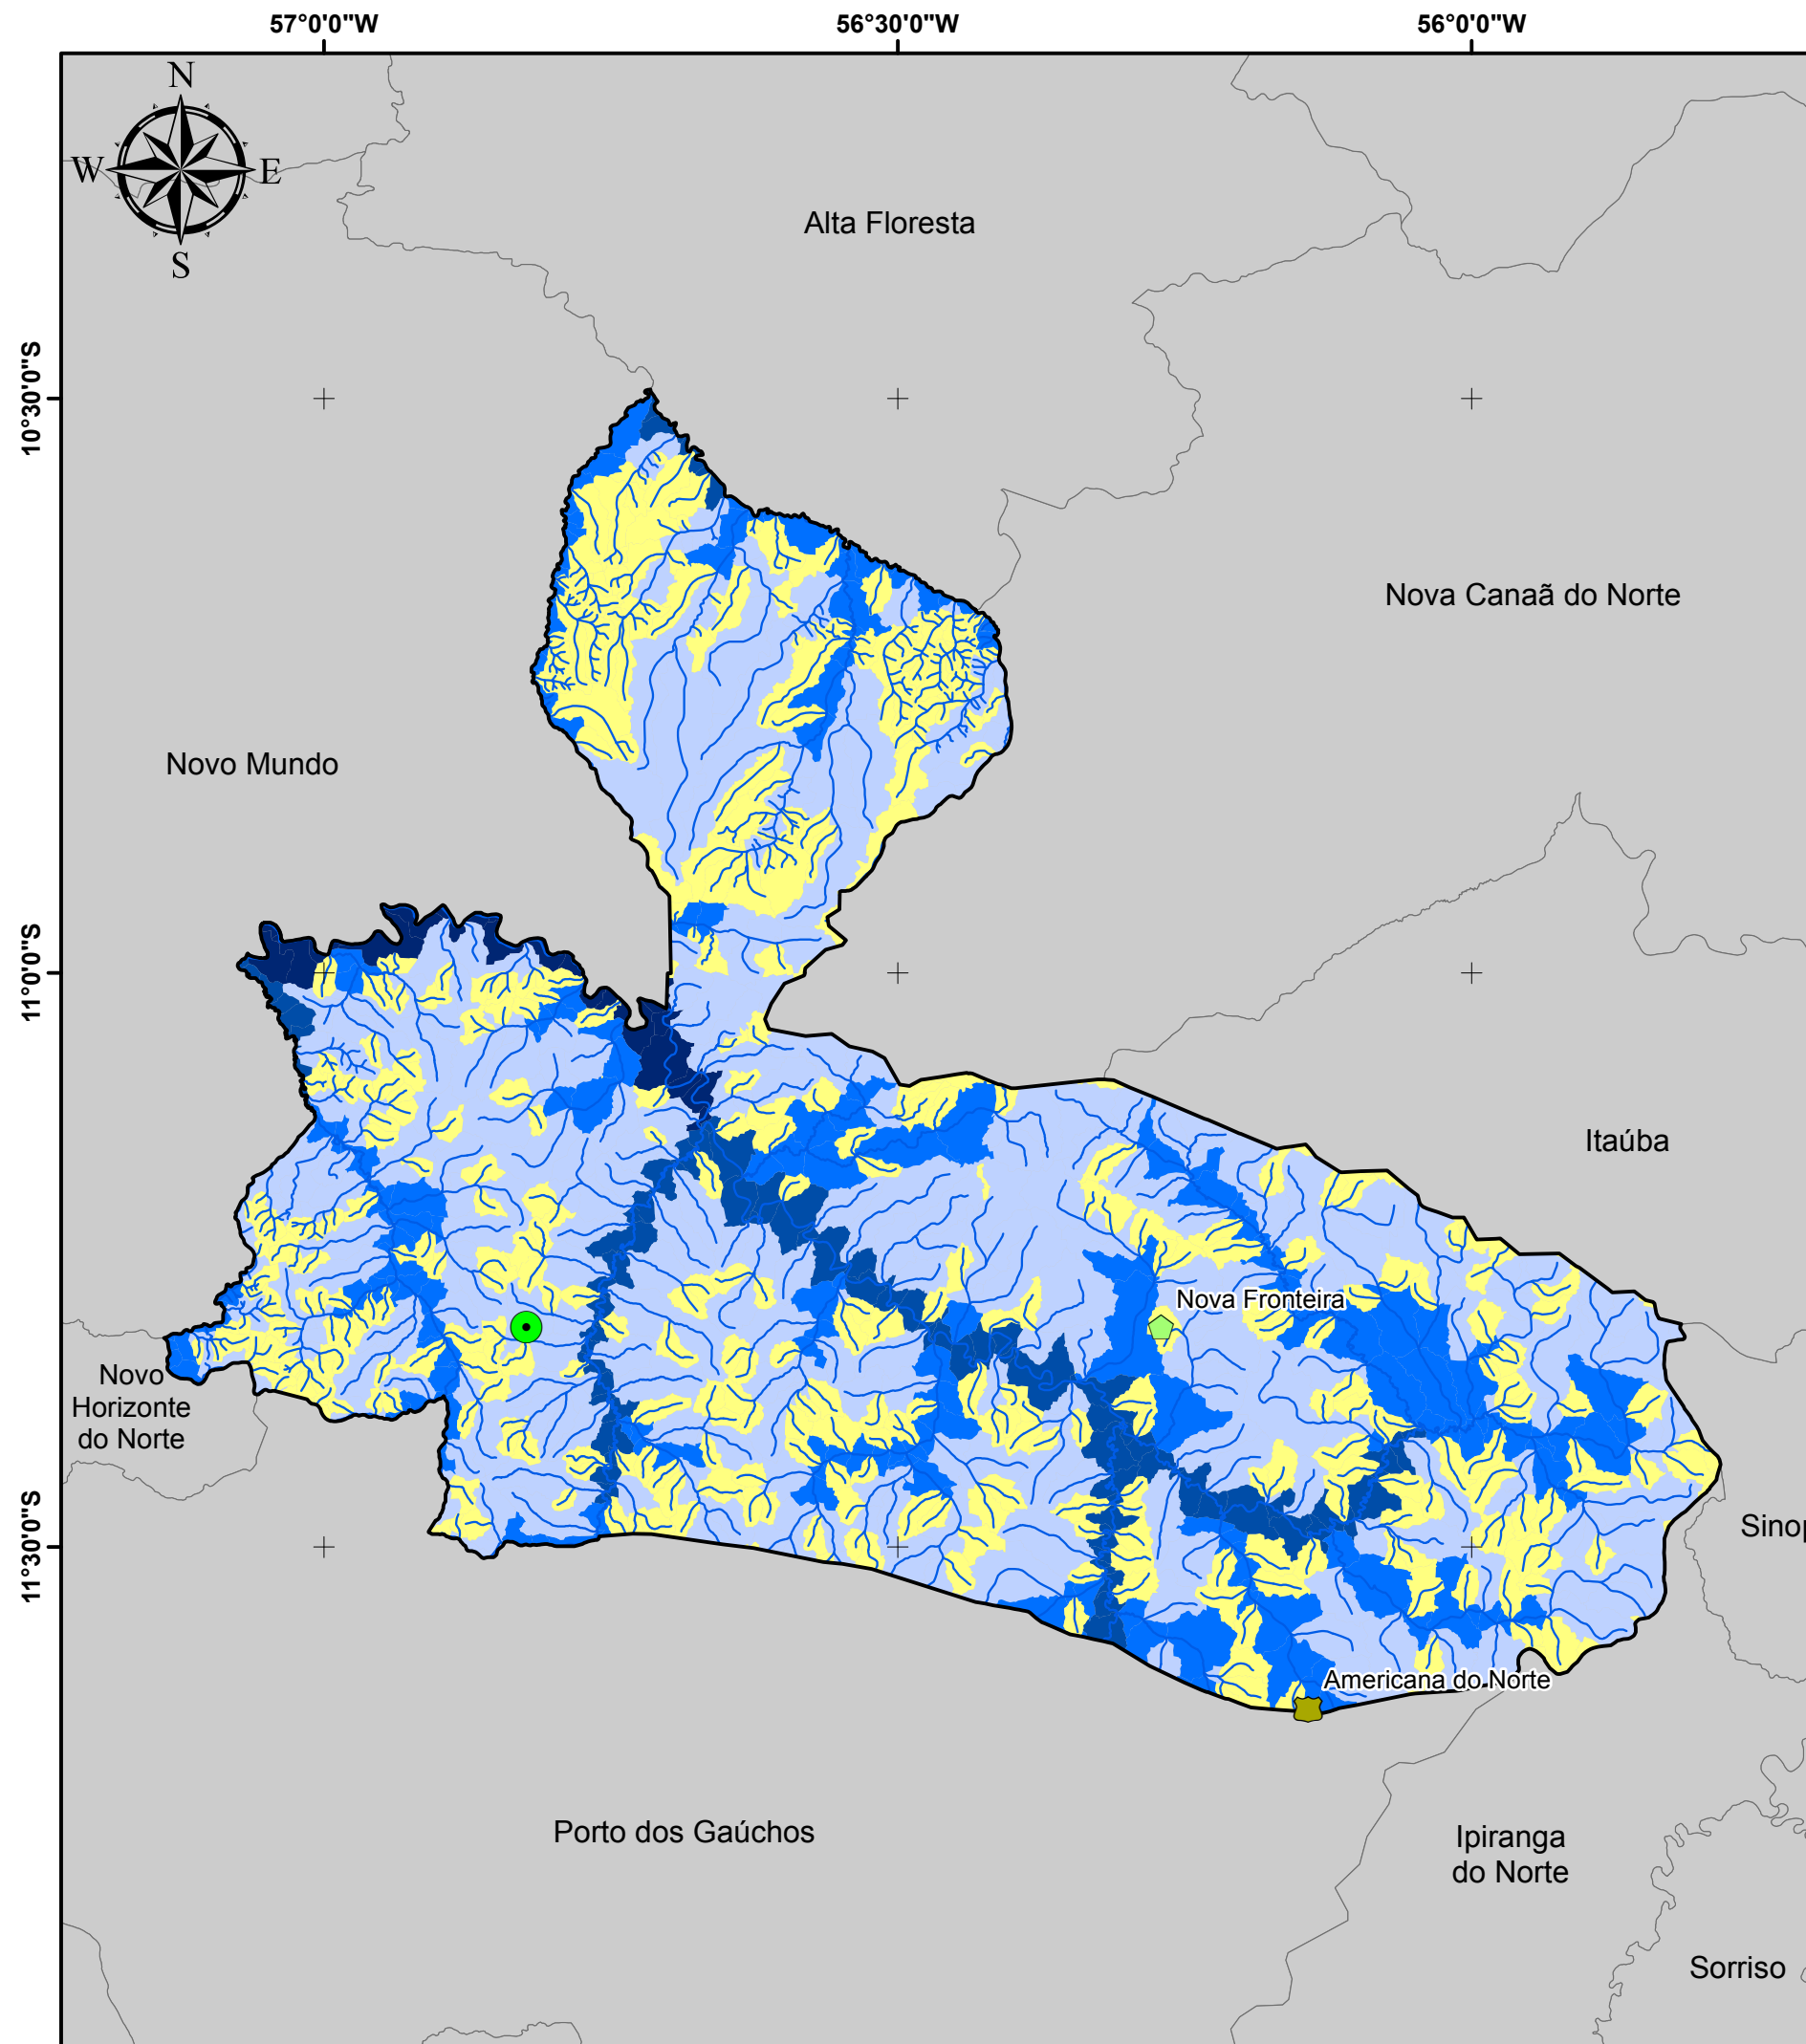 57°0'0"W
56°30'0"W
56°0'0"W
N
W
E
S
Alta Floresta
10°30'0"S
Nova Canaã do Norte
Novo Mundo
11°0'0"S
Itaúba
Nova Fronteira
Novo
Horizonte
do Norte
11°30'0"S
Sinop
Americana do Norte
Porto dos Gaúchos
Ipiranga
do Norte
Sorriso